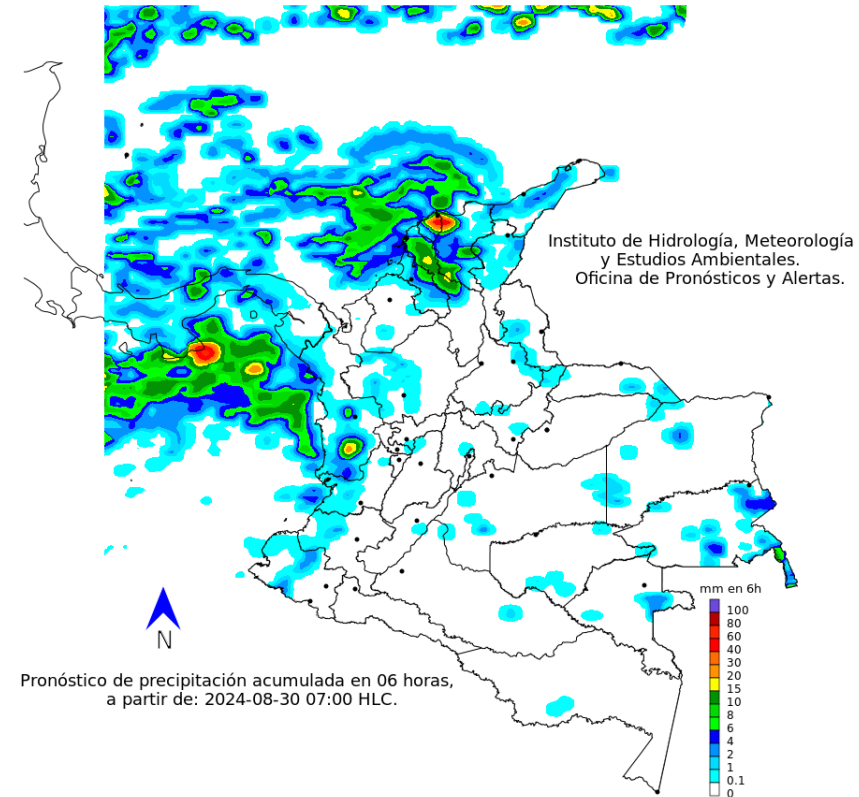 Instituto de Hidrología, Meteorología
y Estudios Ambientales.
Oficina de Pronósticos y Alertas.
N
Pronóstico de precipitación acumulada en 06 horas,
a partir de: 2024-08-30 07:00 HLC.
mm en 6h
100
80
60
40
30
20
15
10
8
6
4
2
1
0.1
0